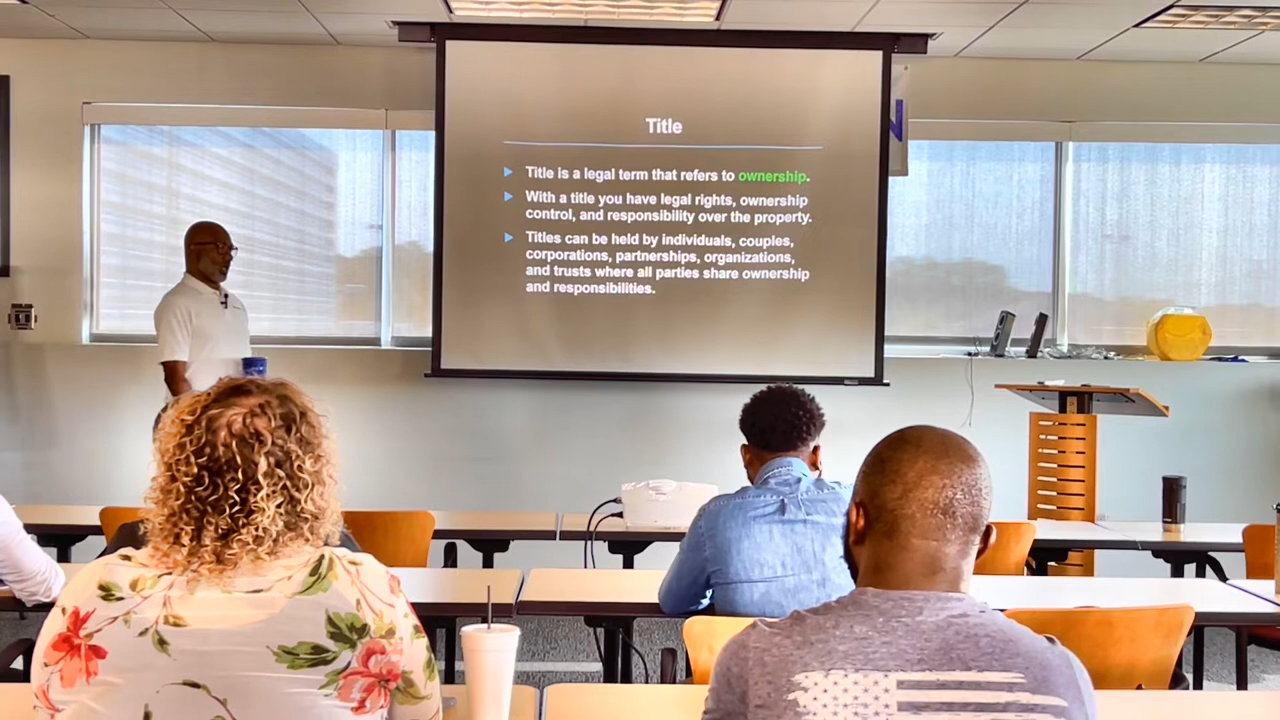 Title
Title is a legal term that refers to ownership.
With a title you have legal rights, ownership
control, and responsibility over the property.
Titles can be held by individuals, couples,
corporations, partnerships, organizations,
and trusts where all parties share ownership
and responsibilities.